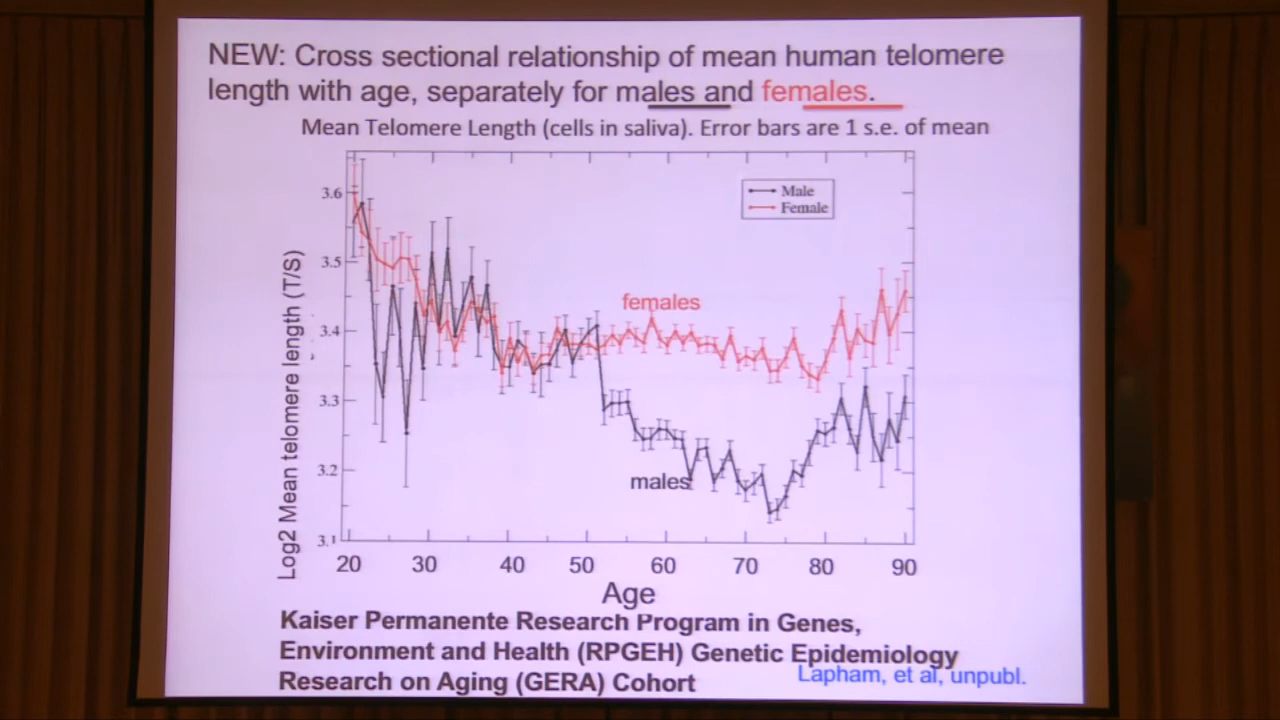 NEW: Cross sectional relationship of mean human telomere
length with age, separately for males and females.
Mean Telomere Length (cells in saliva). Error bars are 1 s.e. of mean
Male
Female
3.6
3.5
3.4
3.3
3.2
3.1
Log2 Mean telomere length (T/S)
females
males
20 30 40 50 60 70 80 90
Age
Kaiser Permanente Research Program in Genes,
Environment and Health (RPGEH) Genetic Epidemiology
Research on Aging (GERA) Cohort
Lapham, et al, unpubl.